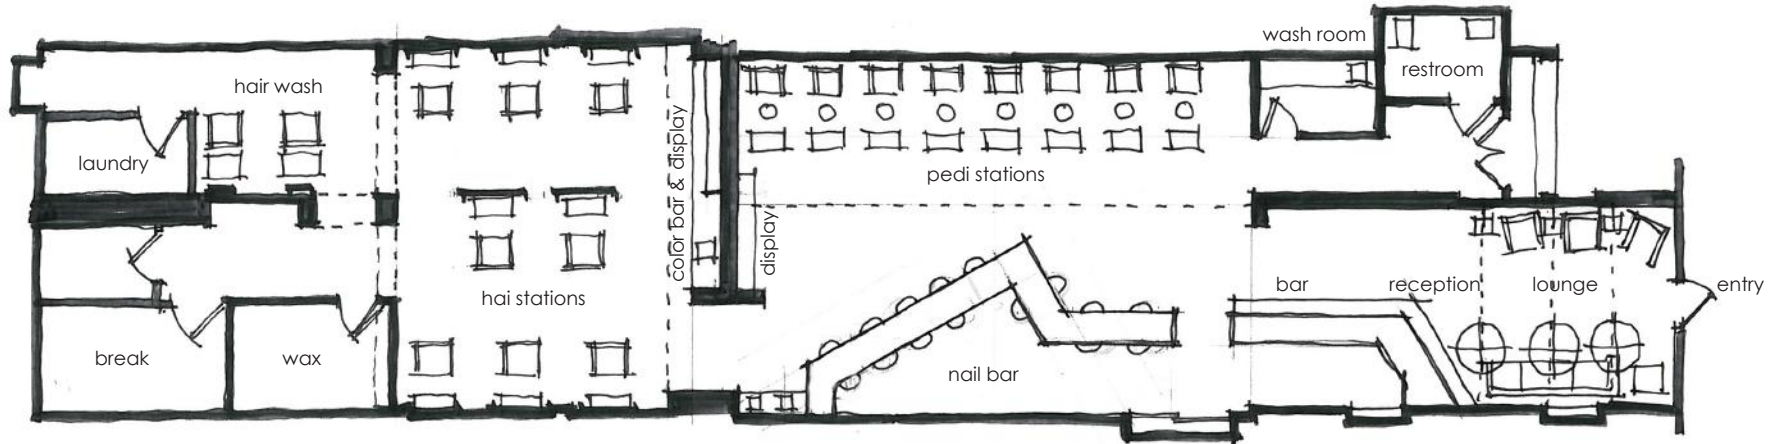 wash room
restroom
hair wash
laundry
color bar & display
pedi stations
display
hai stations
bar
reception
lounge
entry
break
wax
nail bar